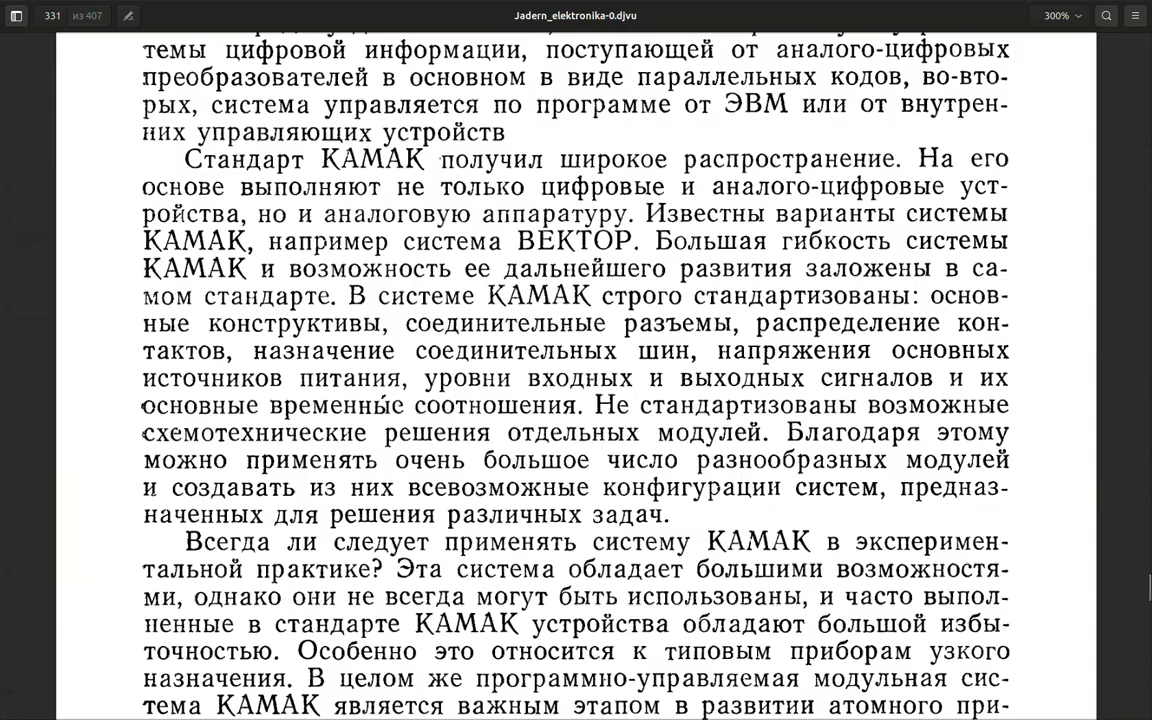 331
из 407
Jadern_elektronika-0.djvu
300%
темы цифровой информации, поступающей от аналого-цифровых
преобразователей в основном в виде параллельных кодов, во-вто-
рых, система управляется по программе от ЭВМ или от внутрен-
них управляющих устройств
Стандарт КАМАК получил широкое распространение. На его
основе выполняют не только цифровые и аналого-цифровые уст-
ройства, но и аналоговую аппаратуру. Известны варианты системы
КАМАК, например система ВЕКТОР. Большая гибкость системы
КАМАК и возможность ее дальнейшего развития заложены в са-
мом стандарте. В системе КАМАК строго стандартизованы: основ-
ные конструктивы, соединительные разъемы, распределение кон-
тактов, назначение соединительных шин, напряжения основных
источников питания, уровни входных и выходных сигналов и их
основные временны́е соотношения. Не стандартизованы возможные
схемотехнические решения отдельных модулей. Благодаря этому
можно применять очень большое число разнообразных модулей
и создавать из них всевозможные конфигурации систем, предназ-
наченных для решения различных задач.
Всегда ли следует применять систему КАМАК в эксперимен-
тальной практике? Эта система обладает большими возможностя-
ми, однако они не всегда могут быть использованы, и часто выпол-
ненные в стандарте КАМАК устройства обладают большой избы-
точностью. Особенно это относится к типовым приборам узкого
назначения. В целом же программно-управляемая модульная сис-
тема КАМАК является важным этапом в развитии атомного при-